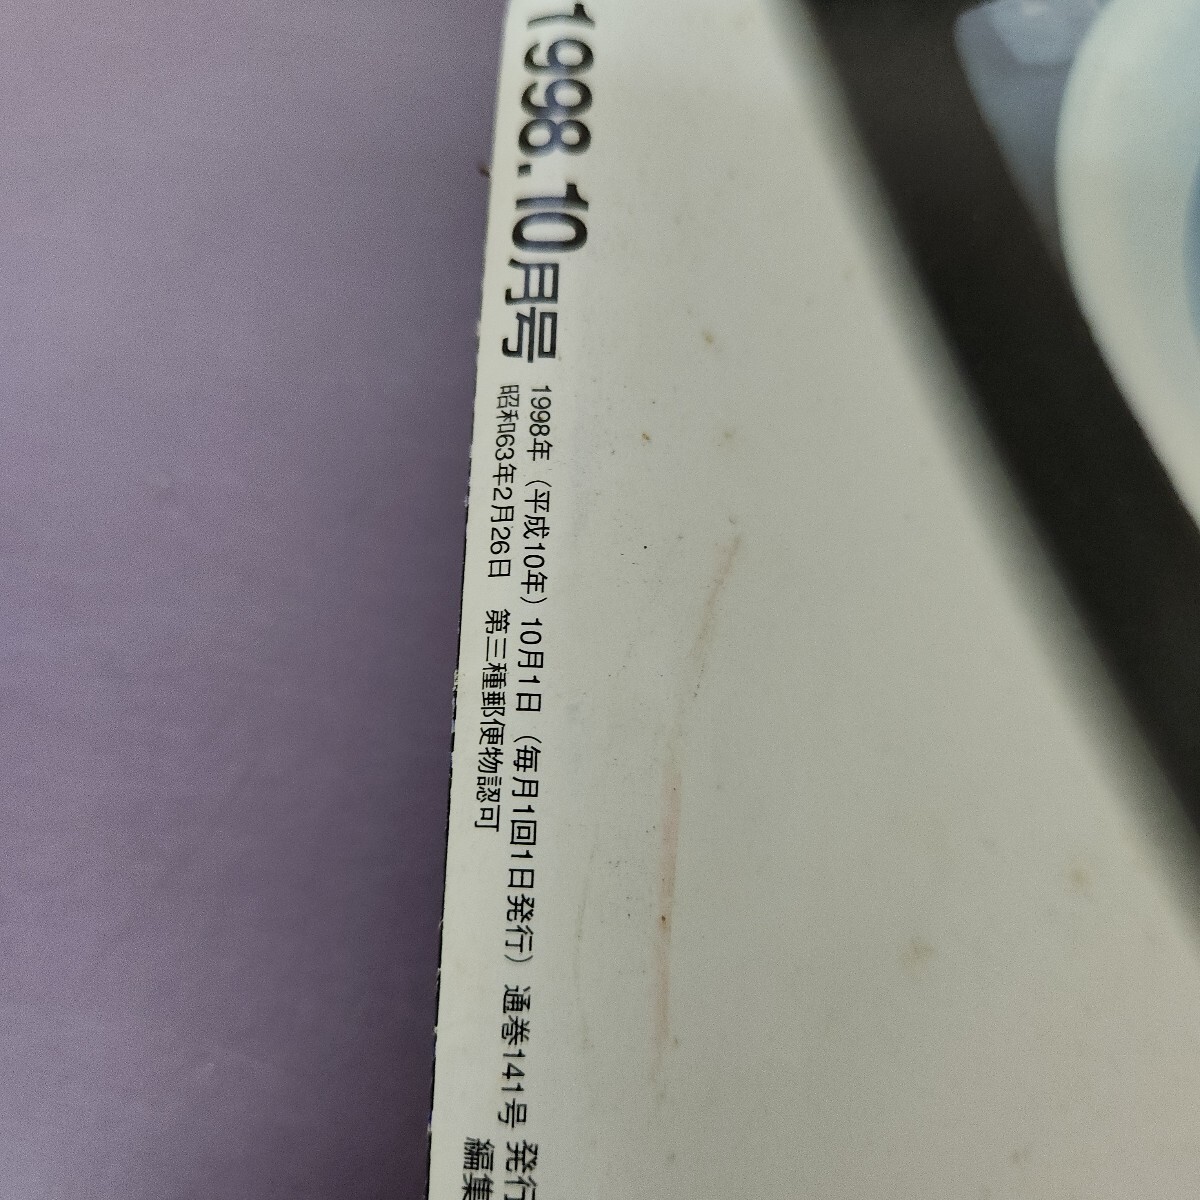 1998.10月号
1998年（平成10年）10月1日（毎月1回1日発行）通巻141号 発行
昭和63年2月26日　第三種郵便物認可
編集